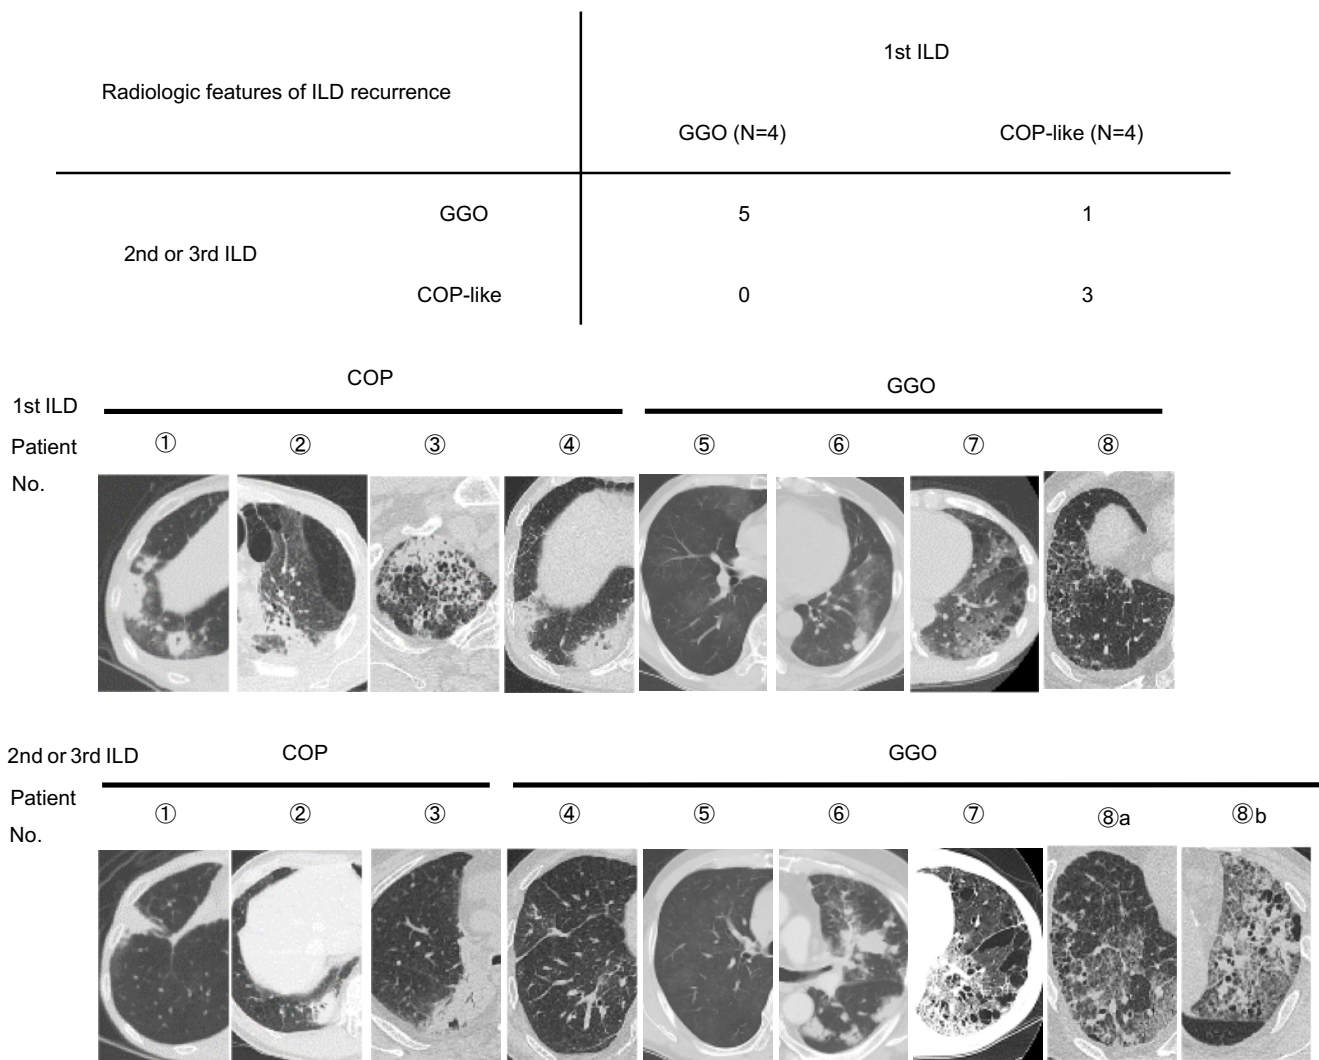 1st ILD
Radiologic features of ILD recurrence
GGO (N=4) COP-like (N=4)
GGO 5 1
2nd or 3rd ILD
COP-like 0 3
COP GGO
1st ILD
Patient ① ② ③ ④ ⑤ ⑥ ⑦ ⑧
No.
2nd or 3rd ILD COP GGO
Patient ① ② ③ ④ ⑤ ⑥ ⑦ ⑧a ⑧b
No.